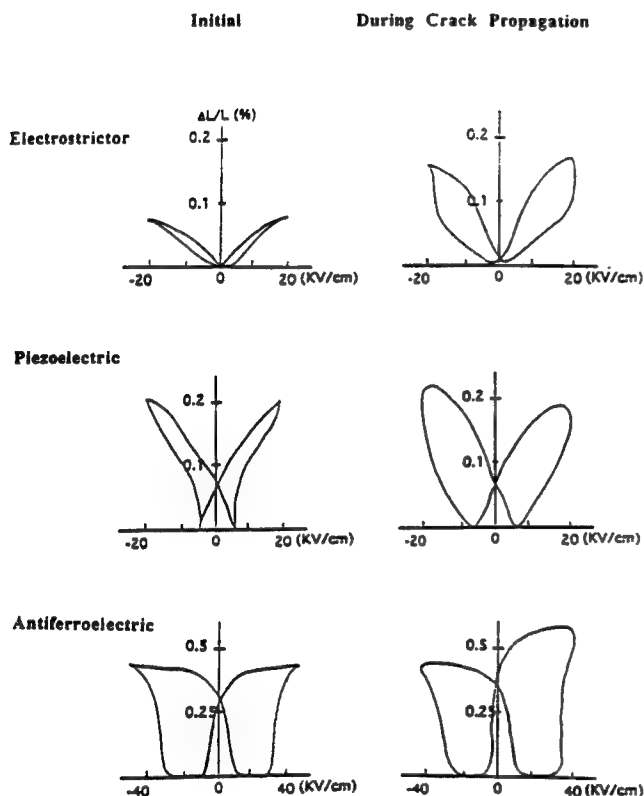 Initial
During Crack Propagation
Electrostrictor
ΔL/L (%)
0.2
0.1
-20 0 20 (KV/cm)
0.2
0.1
-20 0 20 (KV/cm)
Piezoelectric
0.2
0.1
-20 0 20 (KV/cm)
0.2
0.1
-20 0 20 (KV/cm)
Antiferroelectric
0.5
0.25
-40 0 40 (KV/cm)
0.5
0.25
-40 0 40 (KV/cm)